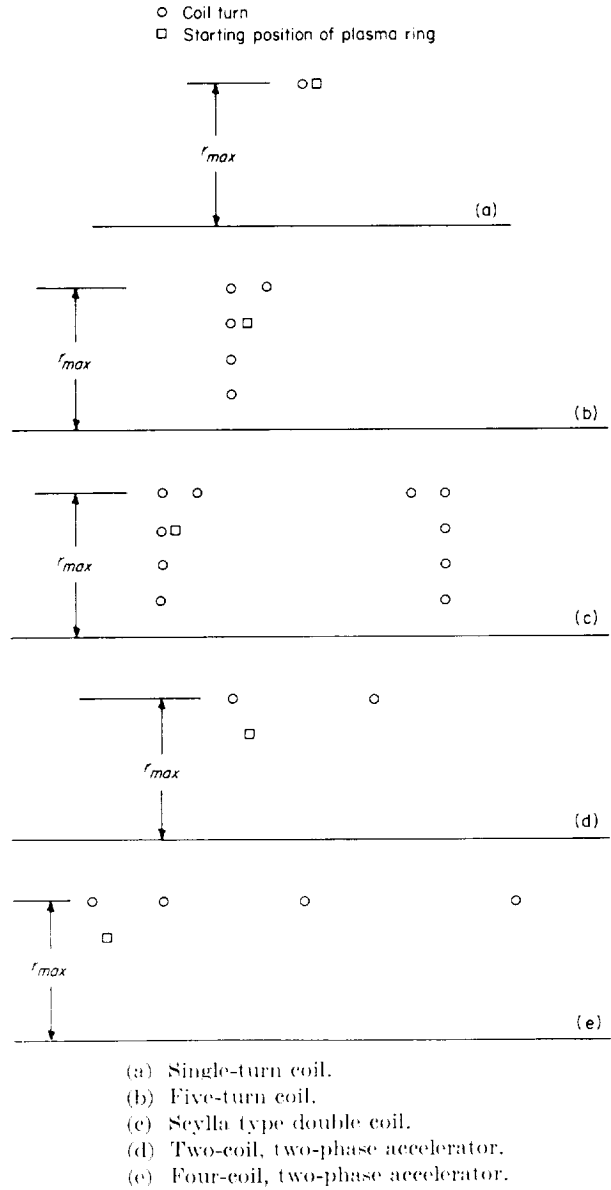 Coil turn
Starting position of plasma ring
rmax
(a)
rmax
(b)
rmax
(c)
rmax
(d)
rmax
(e)
(a) Single-turn coil.
(b) Five-turn coil.
(c) Scylla type double coil.
(d) Two-coil, two-phase accelerator.
(e) Four-coil, two-phase accelerator.